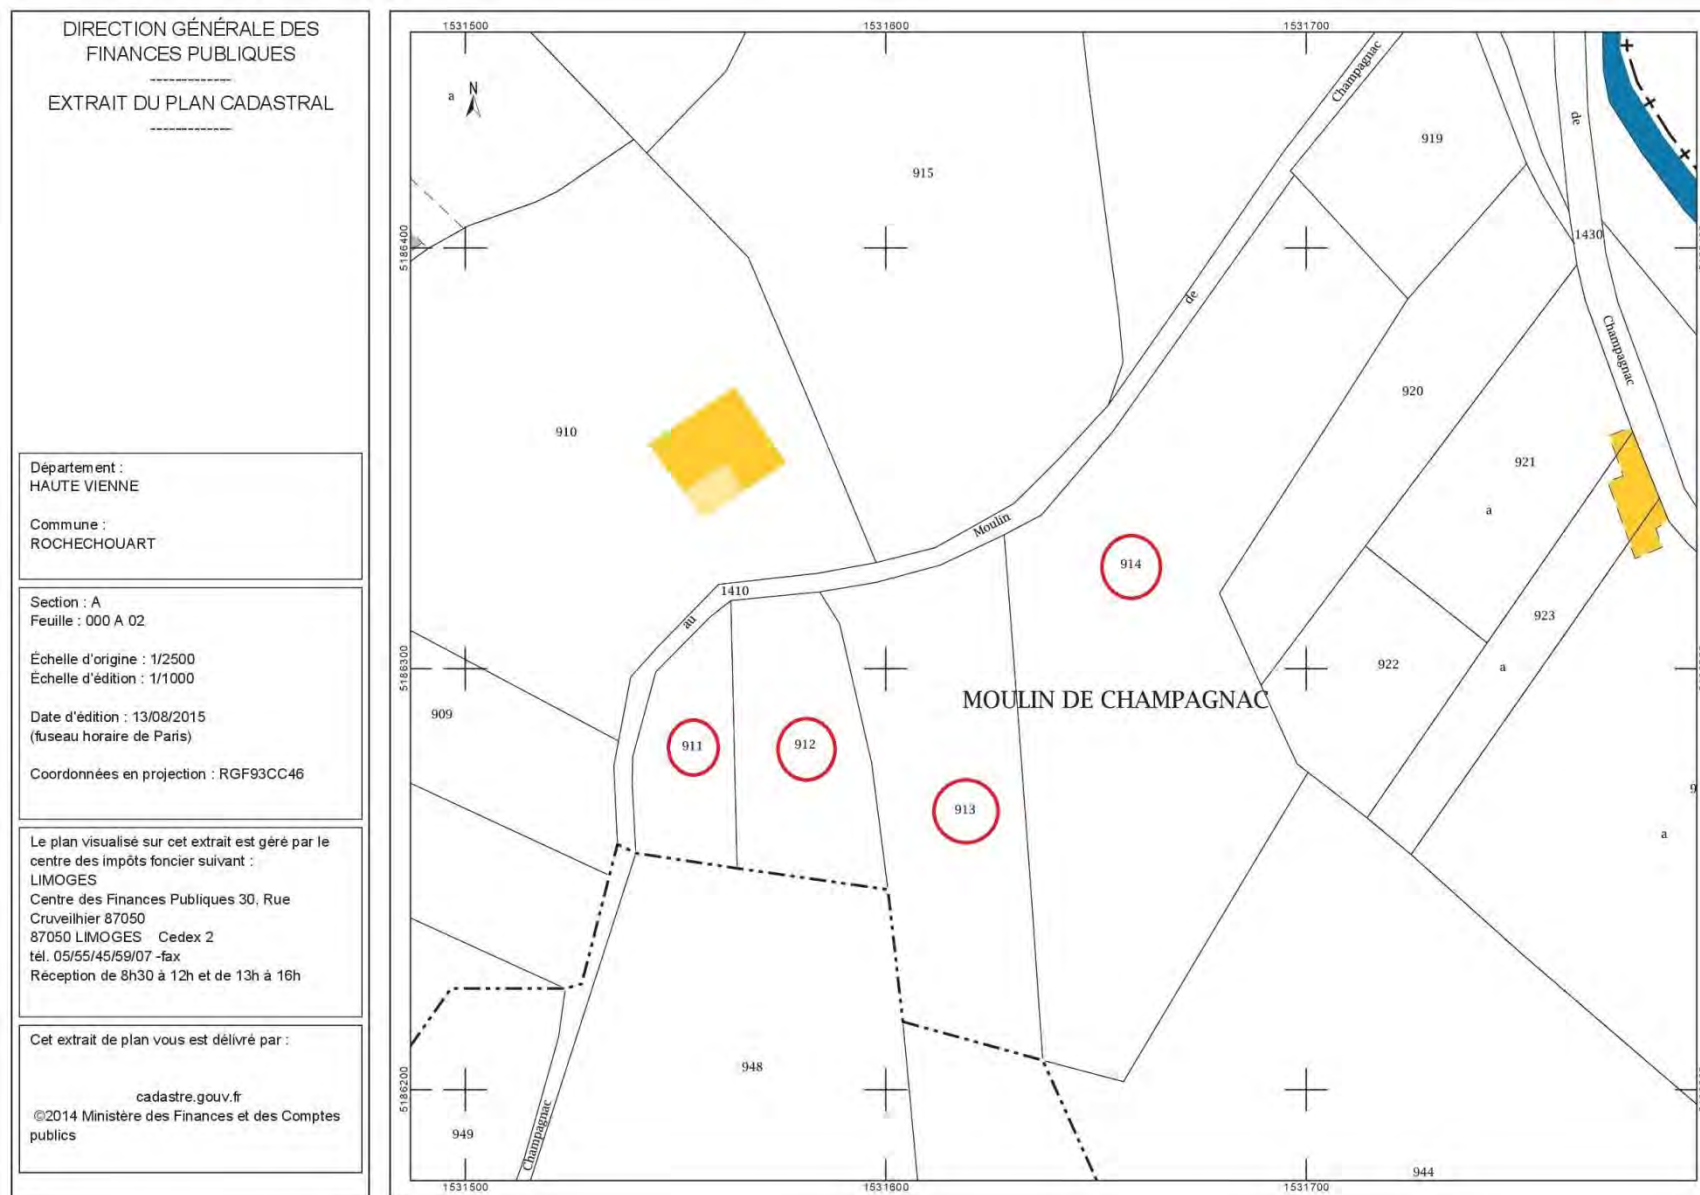 DIRECTION GÉNÉRALE DES
FINANCES PUBLIQUES
-------------
EXTRAIT DU PLAN CADASTRAL
-------------
Département :
HAUTE VIENNE
Commune :
ROCHECHOUART
Section : A
Feuille : 000 A 02
Échelle d'origine : 1/2500
Échelle d'édition : 1/1000
Date d'édition : 13/08/2015
(fuseau horaire de Paris)
Coordonnées en projection : RGF93CC46
Le plan visualisé sur cet extrait est géré par le
centre des impôts foncier suivant :
LIMOGES
Centre des Finances Publiques 30, Rue
Cruveilhier 87050
87050 LIMOGES Cedex 2
tél. 05/55/45/59/07 -fax
Réception de 8h30 à 12h et de 13h à 16h
Cet extrait de plan vous est délivré par :
cadastre.gouv.fr
©2014 Ministère des Finances et des Comptes
publics
1531500
1531600
1531700
N
a
Champagnac
919
de
915
1430
5186400
de
Champagnac
920
910
921
a
Moulin
914
1410
au
923
5186300
922
a
MOULIN DE CHAMPAGNAC
909
911
912
913
9
a
948
5186200
949
Champagnac
944
1531500
1531600
1531700